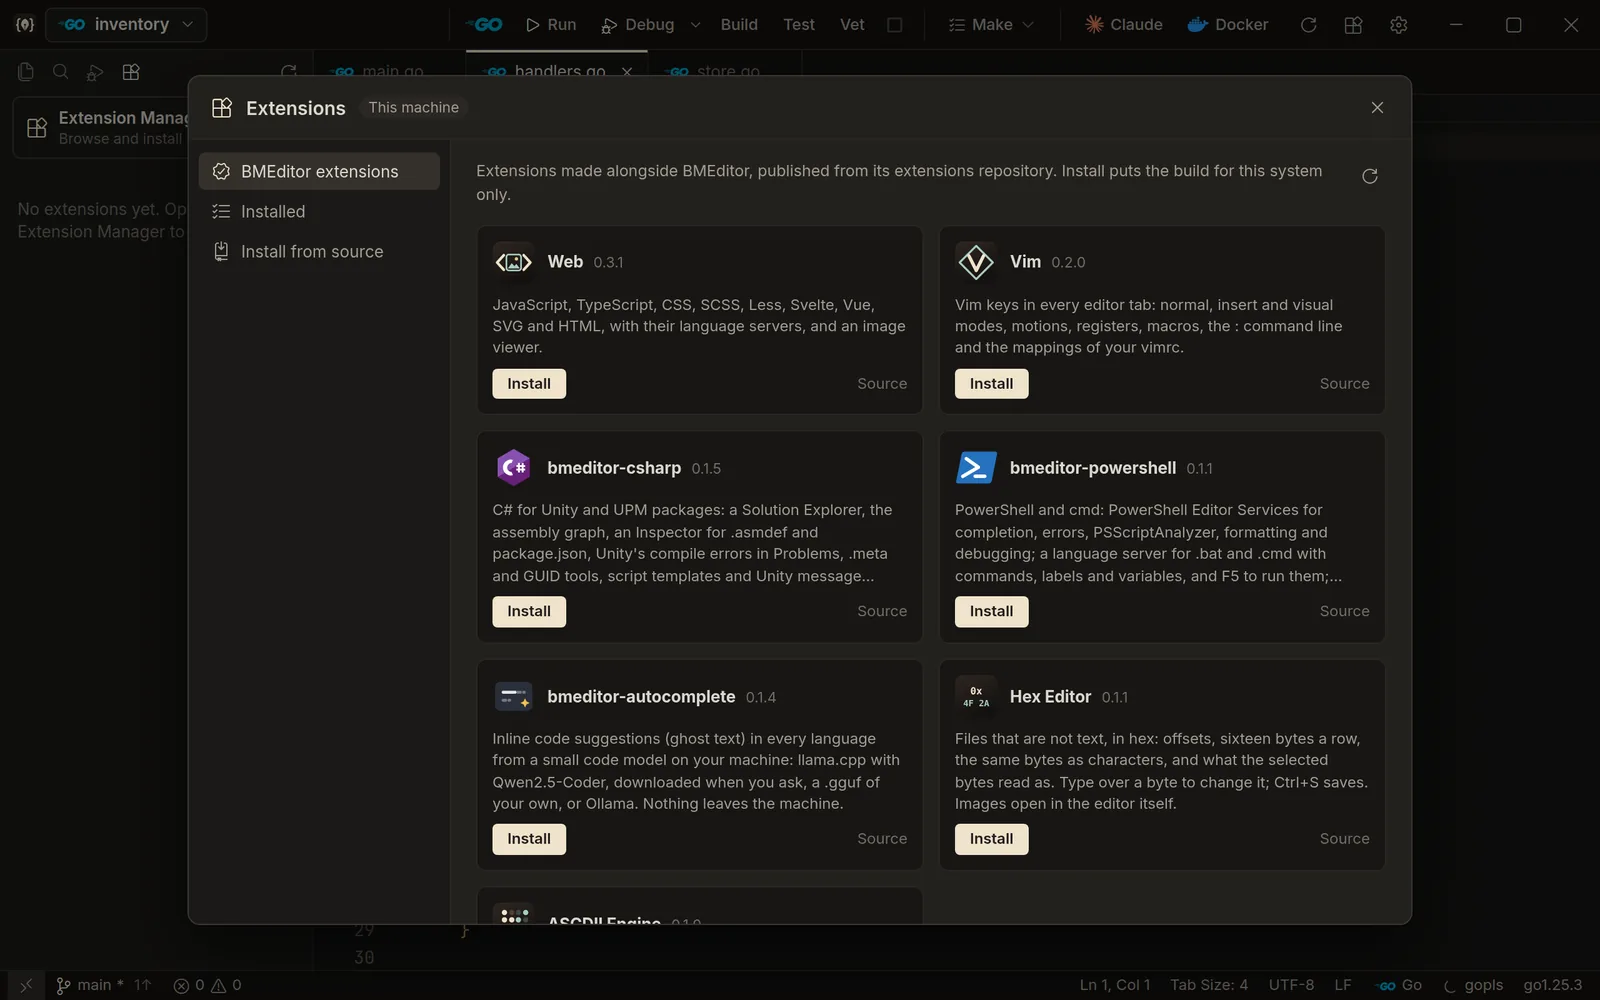 GO inventory
GO Run Debug Build Test Vet Make Claude Docker
GO main.go GO handlers.go GO store.go
Extension Manag
Browse and install
No extensions yet. Op
Extension Manager to
Extensions This machine
BMEditor extensions
Installed
Install from source
Extensions made alongside BMEditor, published from its extensions repository. Install puts the build for this system
only.
Web 0.3.1
JavaScript, TypeScript, CSS, SCSS, Less, Svelte, Vue,
SVG and HTML, with their language servers, and an image
viewer.
Install Source
Vim 0.2.0
Vim keys in every editor tab: normal, insert and visual
modes, motions, registers, macros, the : command line
and the mappings of your vimrc.
Install Source
C# bmeditor-csharp 0.1.5
C# for Unity and UPM packages: a Solution Explorer, the
assembly graph, an Inspector for .asmdef and
package.json, Unity's compile errors in Problems, .meta
and GUID tools, script templates and Unity message...
Install Source
bmeditor-powershell 0.1.1
PowerShell and cmd: PowerShell Editor Services for
completion, errors, PSScriptAnalyzer, formatting and
debugging; a language server for .bat and .cmd with
commands, labels and variables, and F5 to run them;...
Install Source
bmeditor-autocomplete 0.1.4
Inline code suggestions (ghost text) in every language
from a small code model on your machine: llama.cpp with
Qwen2.5-Coder, downloaded when you ask, a .gguf of
your own, or Ollama. Nothing leaves the machine.
Install Source
0x
4F 2A
Hex Editor 0.1.1
Files that are not text, in hex: offsets, sixteen bytes a row,
the same bytes as characters, and what the selected
bytes read as. Type over a byte to change it; Ctrl+S saves.
Images open in the editor itself.
Install Source
29 }
30
main * 1↑ 0 0
Ln 1, Col 1 Tab Size: 4 UTF-8 LF GO Go gopls go1.25.3